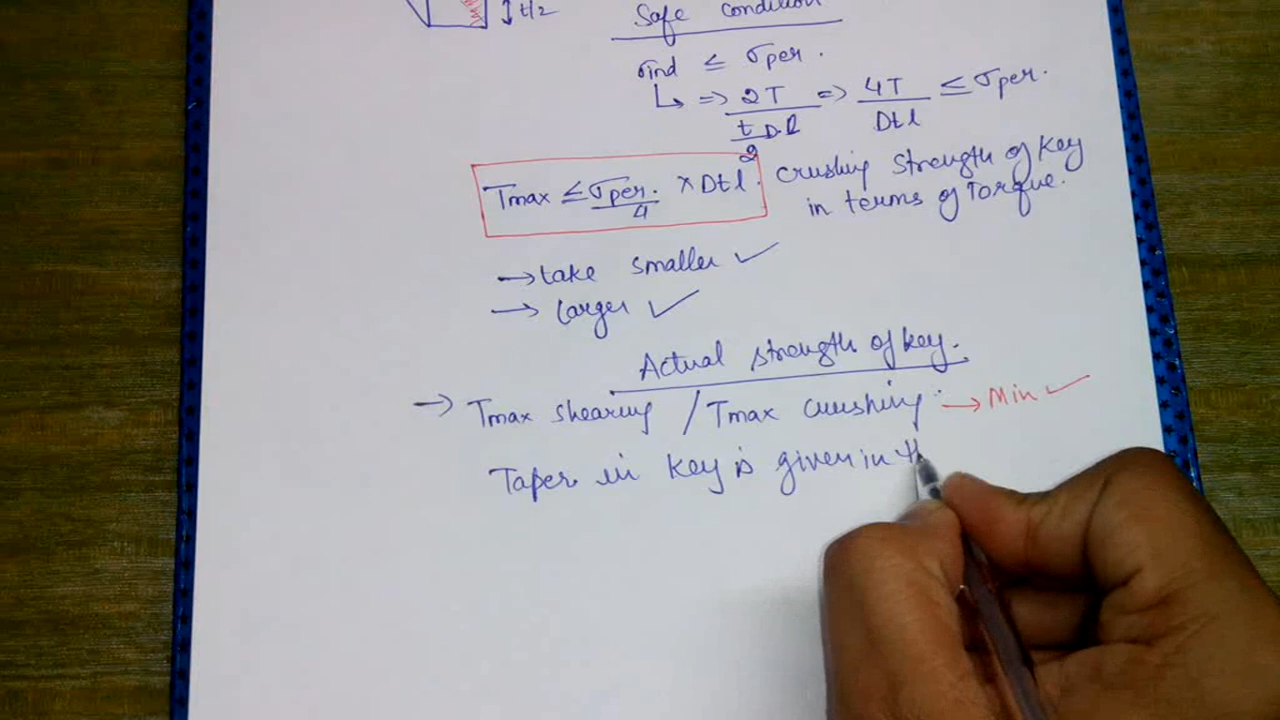 t/2
Safe condition
σind ≤ σper.
↳ => 2T / (t/2 D.l) => 4T / Dtl ≤ σper.
Tmax ≤ σper. / 4 × Dtl. crushing strength of key
in terms of Torque.
→ take smaller ✓
→ larger ✓
Actual strength of key.
→ Tmax shearing / Tmax crushing. → Min ✓
Taper in key is given in th